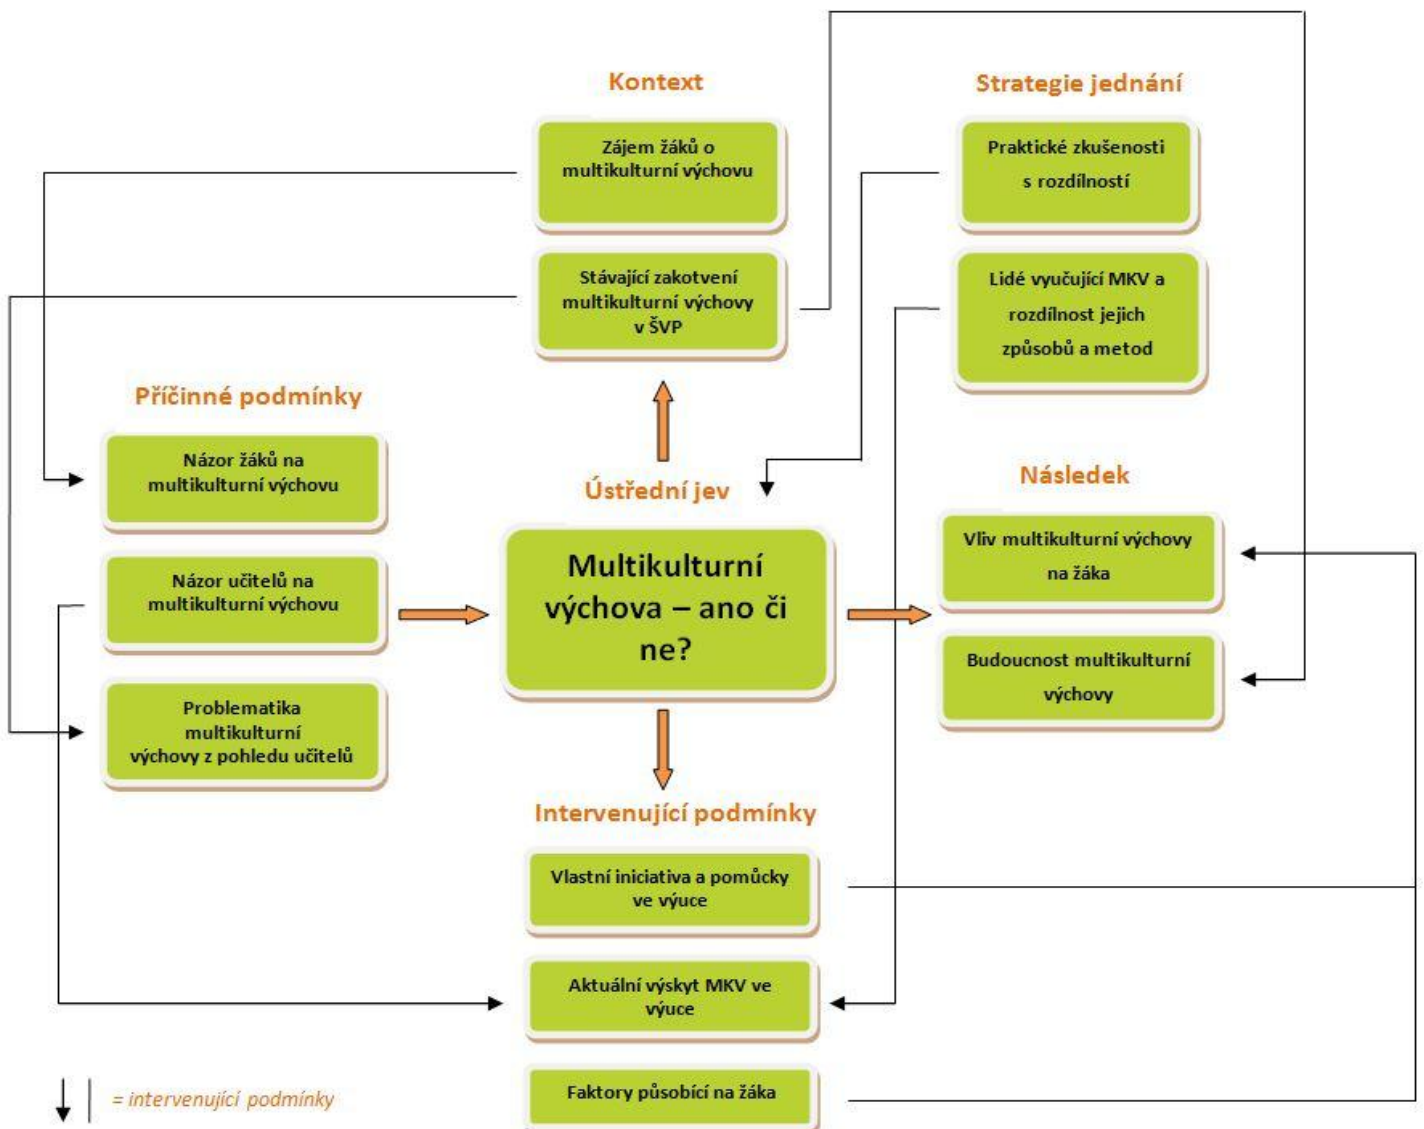 Kontext
Zájem žáků o
multikulturní výchovu
Stávající zakotvení
multikulturní výchovy
v ŠVP
Strategie jednání
Praktické zkušenosti
s rozdílností
Lidé vyučující MKV a
rozdílnost jejich
způsobů a metod
Příčinné podmínky
Názor žáků na
multikulturní výchovu
Názor učitelů na
multikulturní výchovu
Problematika
multikulturní
výchovy z pohledu učitelů
Ústřední jev
Multikulturní
výchova – ano či
ne?
Následek
Vliv multikulturní výchovy
na žáka
Budoucnost multikulturní
výchovy
Intervenující podmínky
Vlastní iniciativa a pomůcky
ve výuce
Aktuální výskyt MKV ve
výuce
Faktory působící na žáka
= intervenující podmínky